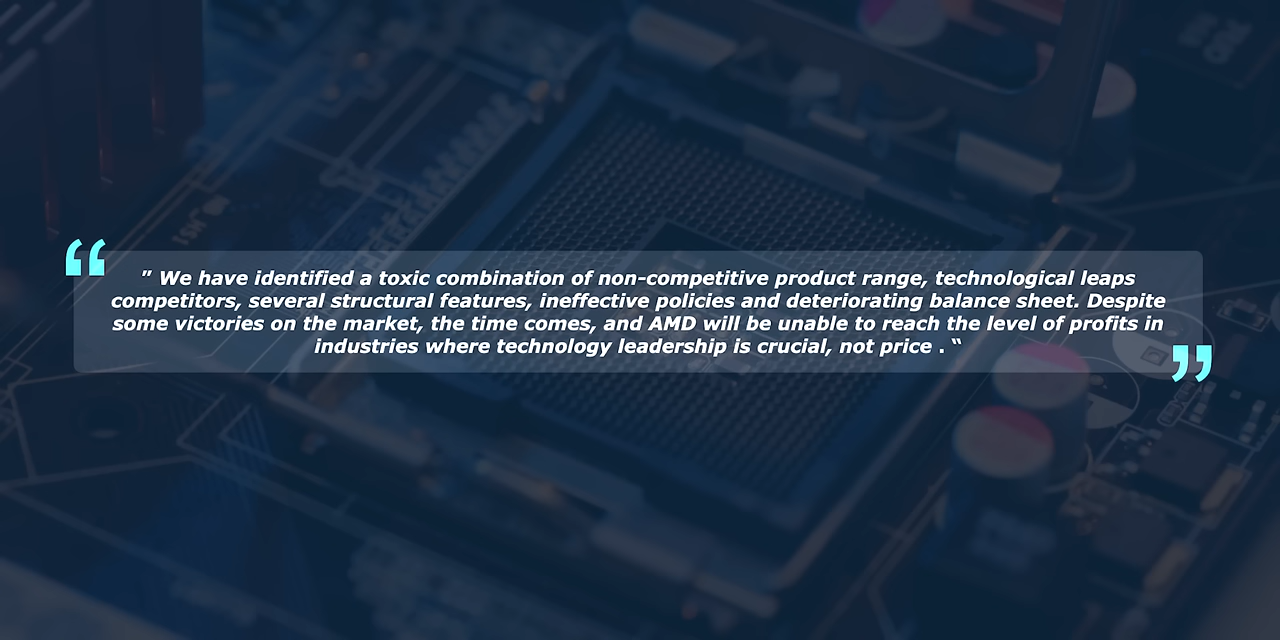 " We have identified a toxic combination of non-competitive product range, technological leaps
competitors, several structural features, ineffective policies and deteriorating balance sheet. Despite
some victories on the market, the time comes, and AMD will be unable to reach the level of profits in
industries where technology leadership is crucial, not price . “